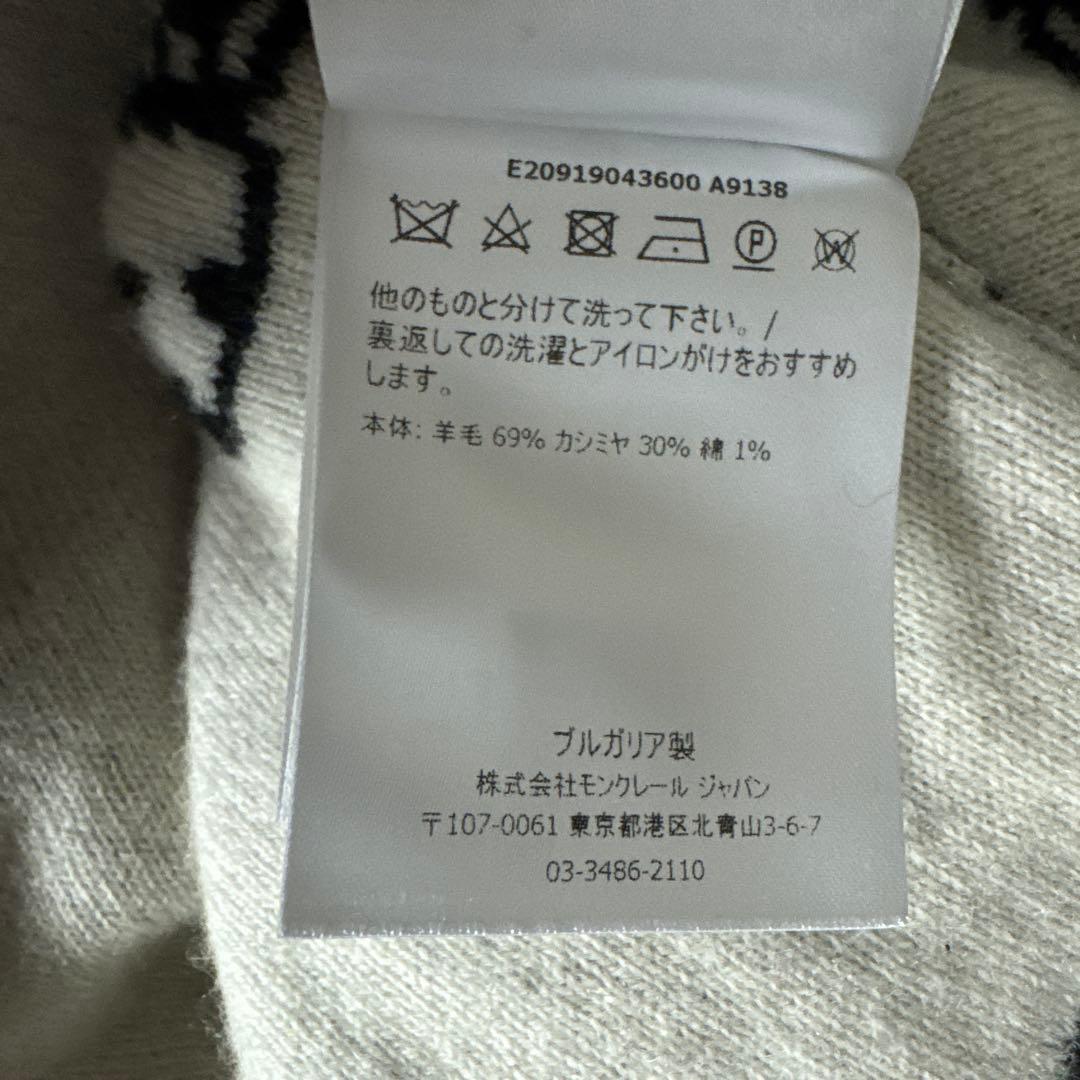 E20919043600 A9138
P W
他のものと分けて洗って下さい。/
裏返しての洗濯とアイロンがけをおすすめ
します。
本体: 羊毛 69% カシミヤ 30% 綿 1%
ブルガリア製
株式会社モンクレール ジャパン
〒107-0061 東京都港区北青山3-6-7
03-3486-2110